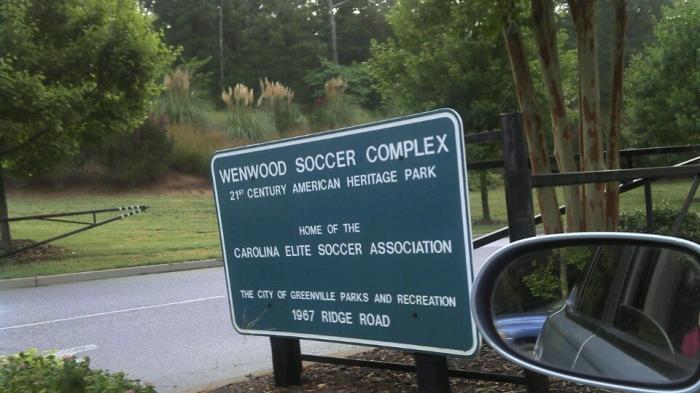 WENWOOD SOCCER COMPLEX
21ST CENTURY AMERICAN HERITAGE PARK
HOME OF THE
CAROLINA ELITE SOCCER ASSOCIATION
THE CITY OF GREENVILLE PARKS AND RECREATION
1967 RIDGE ROAD